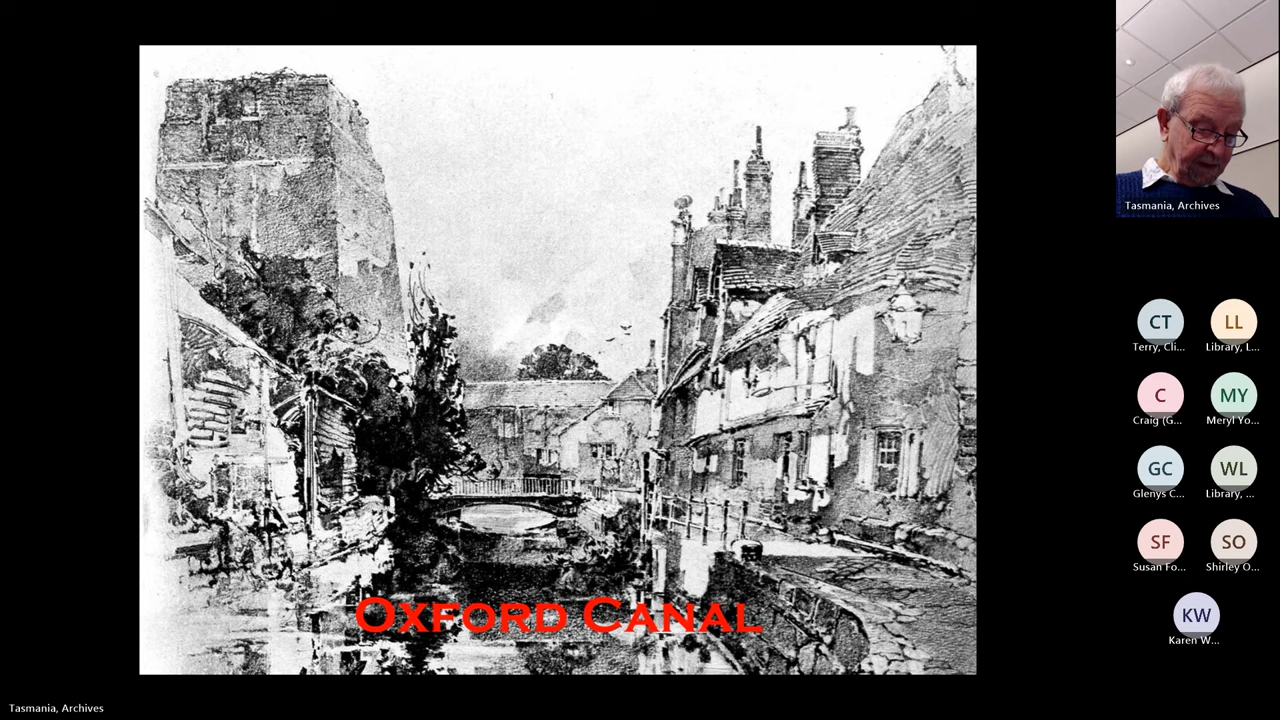 OXFORD CANAL
Tasmania, Archives
CT
Terry, Cli...
LL
Library, L...
C
Craig (G...
MY
Meryl Yo...
GC
Glenys C...
WL
Library, ...
SF
Susan Fo...
SO
Shirley O...
KW
Karen W...
Tasmania, Archives